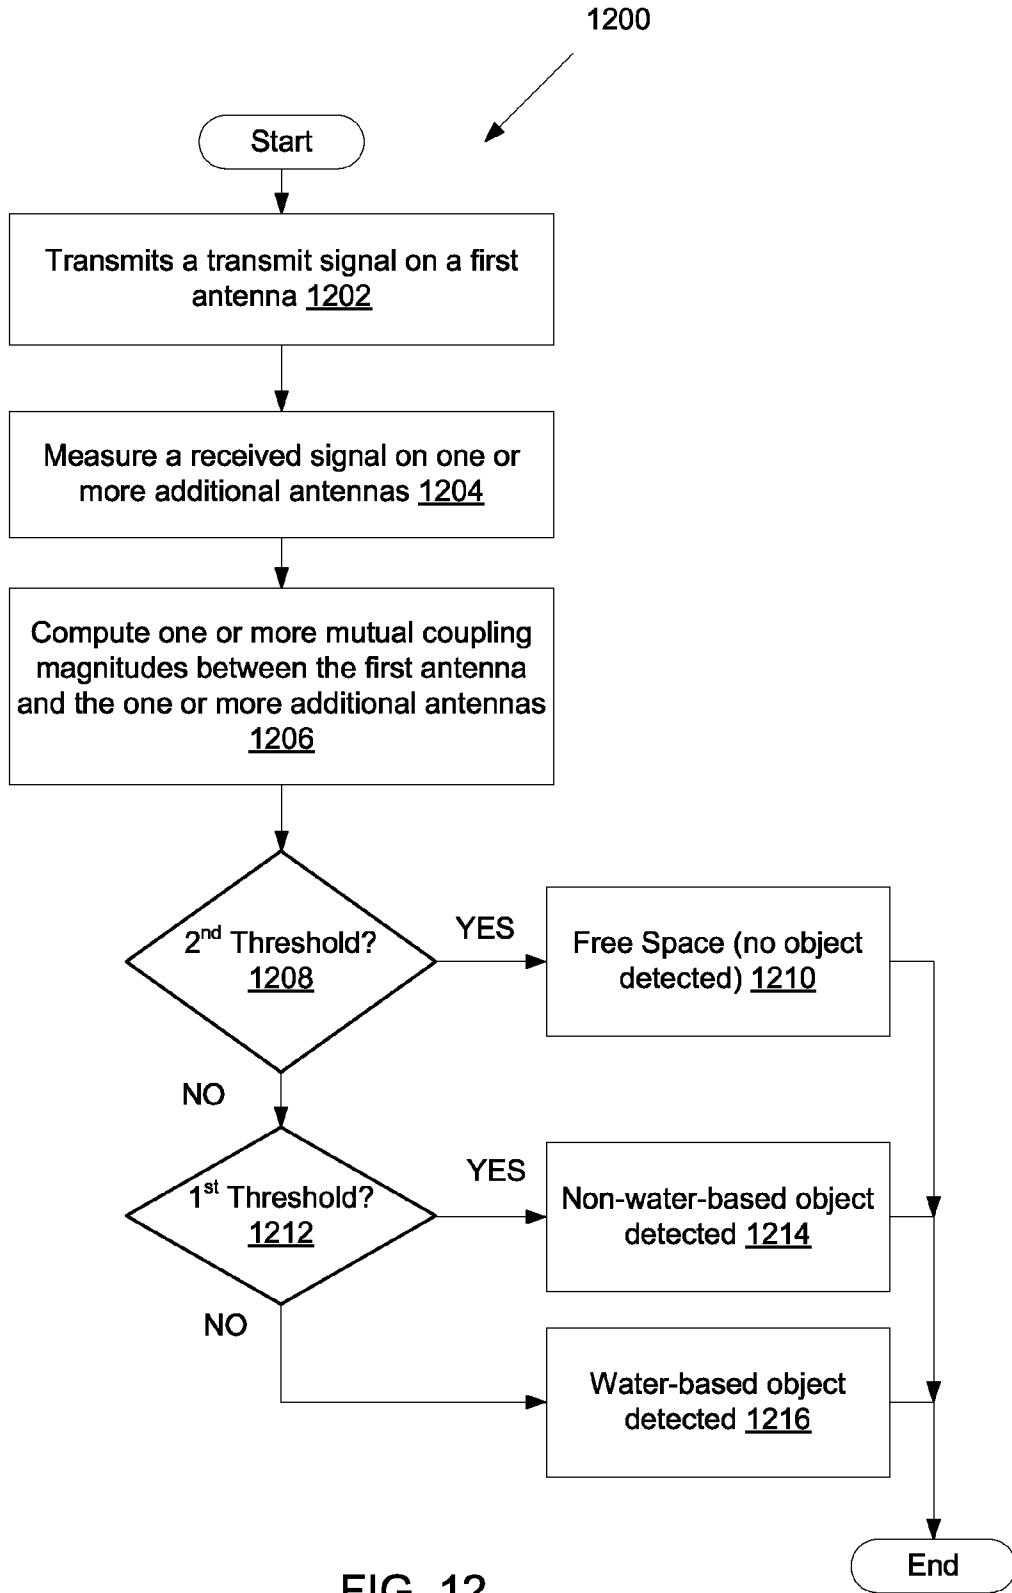 1200
Start
Transmits a transmit signal on a first
antenna 1202
Measure a received signal on one or
more additional antennas 1204
Compute one or more mutual coupling
magnitudes between the first antenna
and the one or more additional antennas
1206
2nd Threshold?
1208
YES
Free Space (no object
detected) 1210
NO
1st Threshold?
1212
YES
Non-water-based object
detected 1214
NO
Water-based object
detected 1216
End
FIG. 12